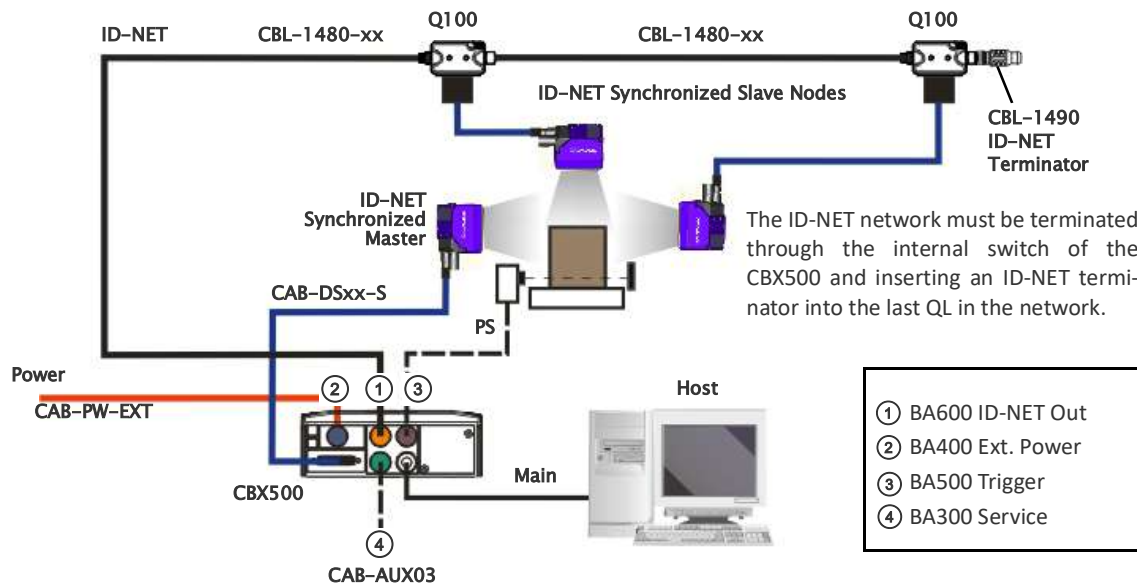 Q100
Q100
ID-NET
CBL-1480-xx
CBL-1480-xx
ID-NET Synchronized Slave Nodes
CBL-1490
ID-NET
Terminator
ID-NET
Synchronized
Master
The ID-NET network must be terminated
through the internal switch of the
CBX500 and inserting an ID-NET termi-
nator into the last QL in the network.
CAB-DSxx-S
PS
Power
CAB-PW-EXT
2
1
3
Host
CBX500
Main
4
CAB-AUX03
1 BA600 ID-NET Out
2 BA400 Ext. Power
3 BA500 Trigger
4 BA300 Service